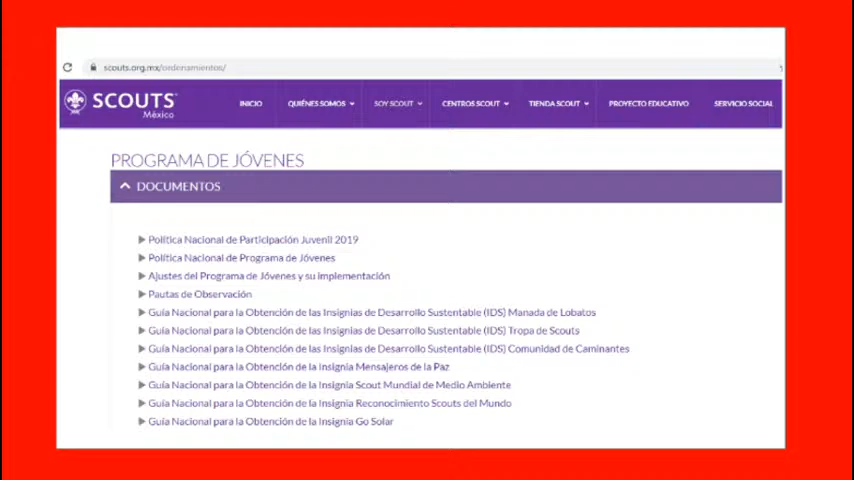 scouts.org.mx/ordenamientos/
SCOUTS
México
INICIO QUIÉNES SOMOS SOY SCOUT CENTROS SCOUT TIENDA SCOUT PROYECTO EDUCATIVO SERVICIO SOCIAL
PROGRAMA DE JÓVENES
DOCUMENTOS
Política Nacional de Participación Juvenil 2019
Política Nacional de Programa de Jóvenes
Ajustes del Programa de Jóvenes y su implementación
Pautas de Observación
Guía Nacional para la Obtención de las Insignias de Desarrollo Sustentable (IDS) Manada de Lobatos
Guía Nacional para la Obtención de las Insignias de Desarrollo Sustentable (IDS) Tropa de Scouts
Guía Nacional para la Obtención de las Insignias de Desarrollo Sustentable (IDS) Comunidad de Caminantes
Guía Nacional para la Obtención de la Insignia Mensajeros de la Paz
Guía Nacional para la Obtención de la Insignia Scout Mundial de Medio Ambiente
Guía Nacional para la Obtención de la Insignia Reconocimiento Scouts del Mundo
Guía Nacional para la Obtención de la Insignia Go Solar